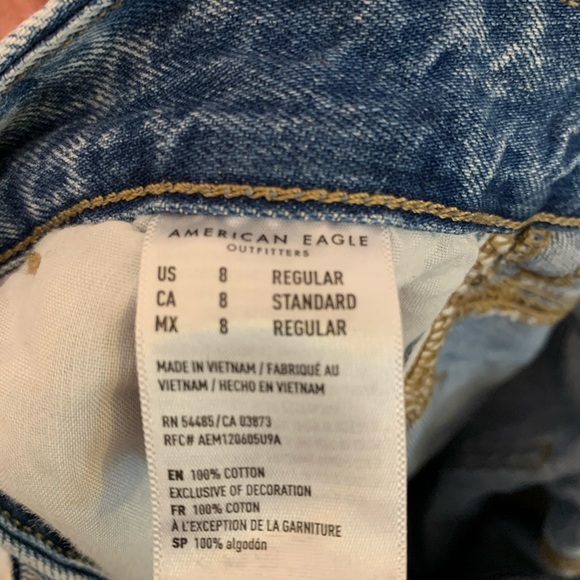 AMERICAN EAGLE
OUTFITTERS
US 8 REGULAR
CA 8 STANDARD
MX 8 REGULAR
MADE IN VIETNAM / FABRIQUÉ AU
VIETNAM / HECHO EN VIETNAM
RN 54485/CA 03873
RFC# AEM120605U9A
EN 100% COTTON
EXCLUSIVE OF DECORATION
FR 100% COTON
À L'EXCEPTION DE LA GARNITURE
SP 100% algodón